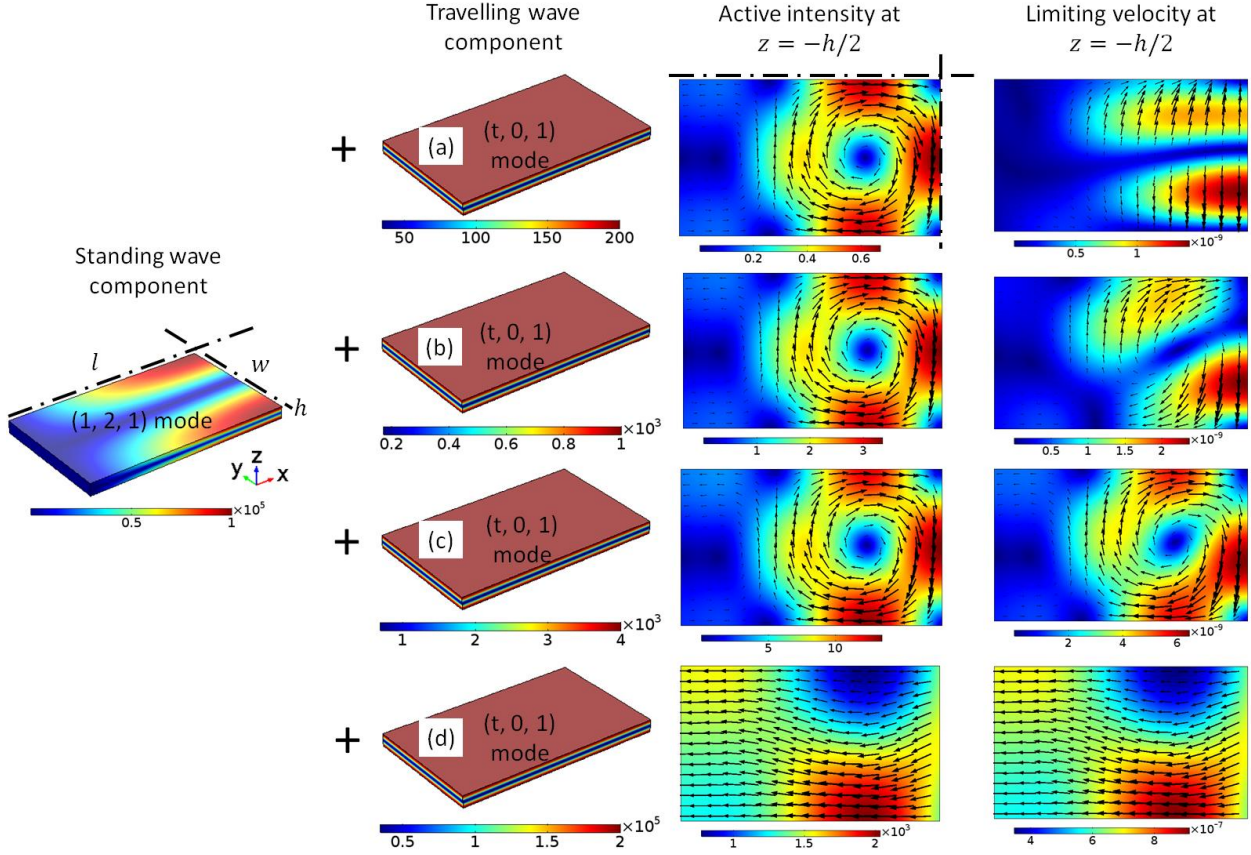 Travelling wave
component
Active intensity at
z = −h/2
Limiting velocity at
z = −h/2
+
(a)
(t, 0, 1)
mode
50 100 150 200
0.2 0.4 0.6
0.5 1 ×10⁻⁹
Standing wave
component
l
w
h
(1, 2, 1) mode
z
y
x
0.5 1 ×10⁵
+
(b)
(t, 0, 1)
mode
0.2 0.4 0.6 0.8 1 ×10³
1 2 3
0.5 1 1.5 2 ×10⁻⁹
+
(c)
(t, 0, 1)
mode
1 2 3 4 ×10³
5 10
2 4 6 ×10⁻⁹
+
(d)
(t, 0, 1)
mode
0.5 1 1.5 2 ×10⁵
1 1.5 2 ×10³
4 6 8 ×10⁻⁷